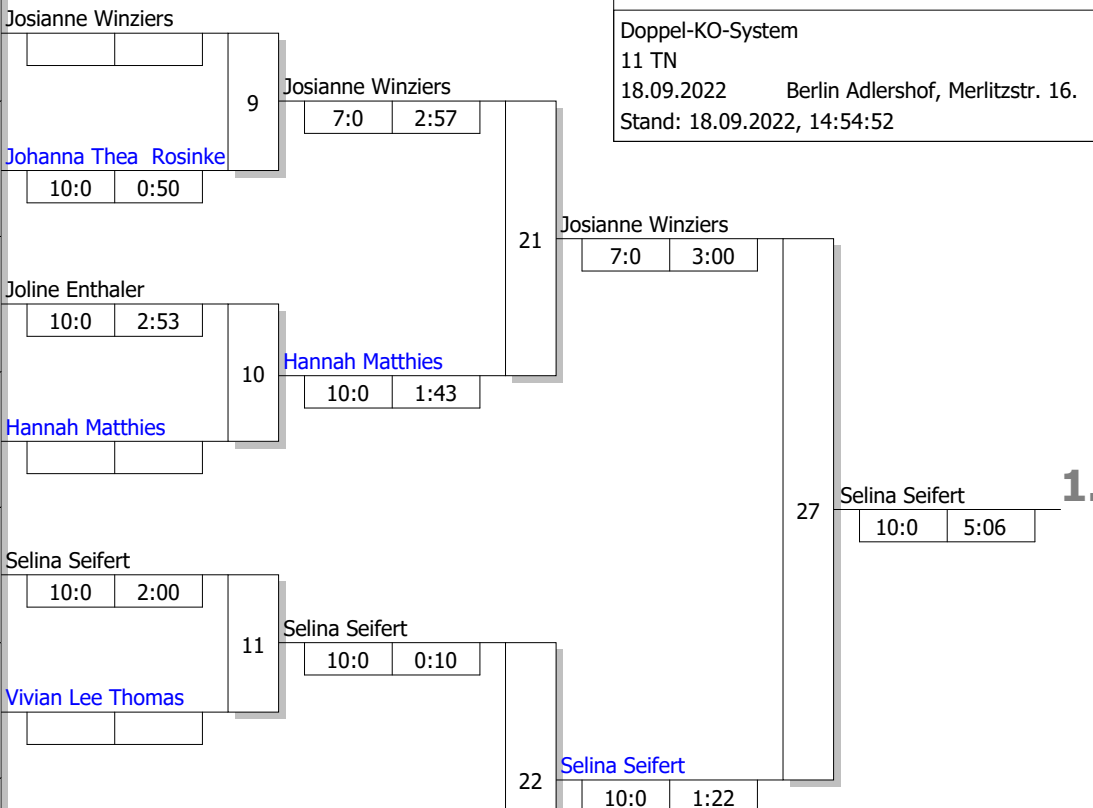 Josianne Winziers
Doppel-KO-System
11 TN
18.09.2022 Berlin Adlershof, Merlitzstr. 16.
Stand: 18.09.2022, 14:54:52
9
Josianne Winziers
7:0 2:57
Johanna Thea Rosinke
10:0 0:50
21
Josianne Winziers
7:0 3:00
Joline Enthaler
10:0 2:53
10
Hannah Matthies
10:0 1:43
Hannah Matthies
27
Selina Seifert
10:0 5:06
1.
Selina Seifert
10:0 2:00
11
Selina Seifert
10:0 0:10
Vivian Lee Thomas
22
Selina Seifert
10:0 1:22